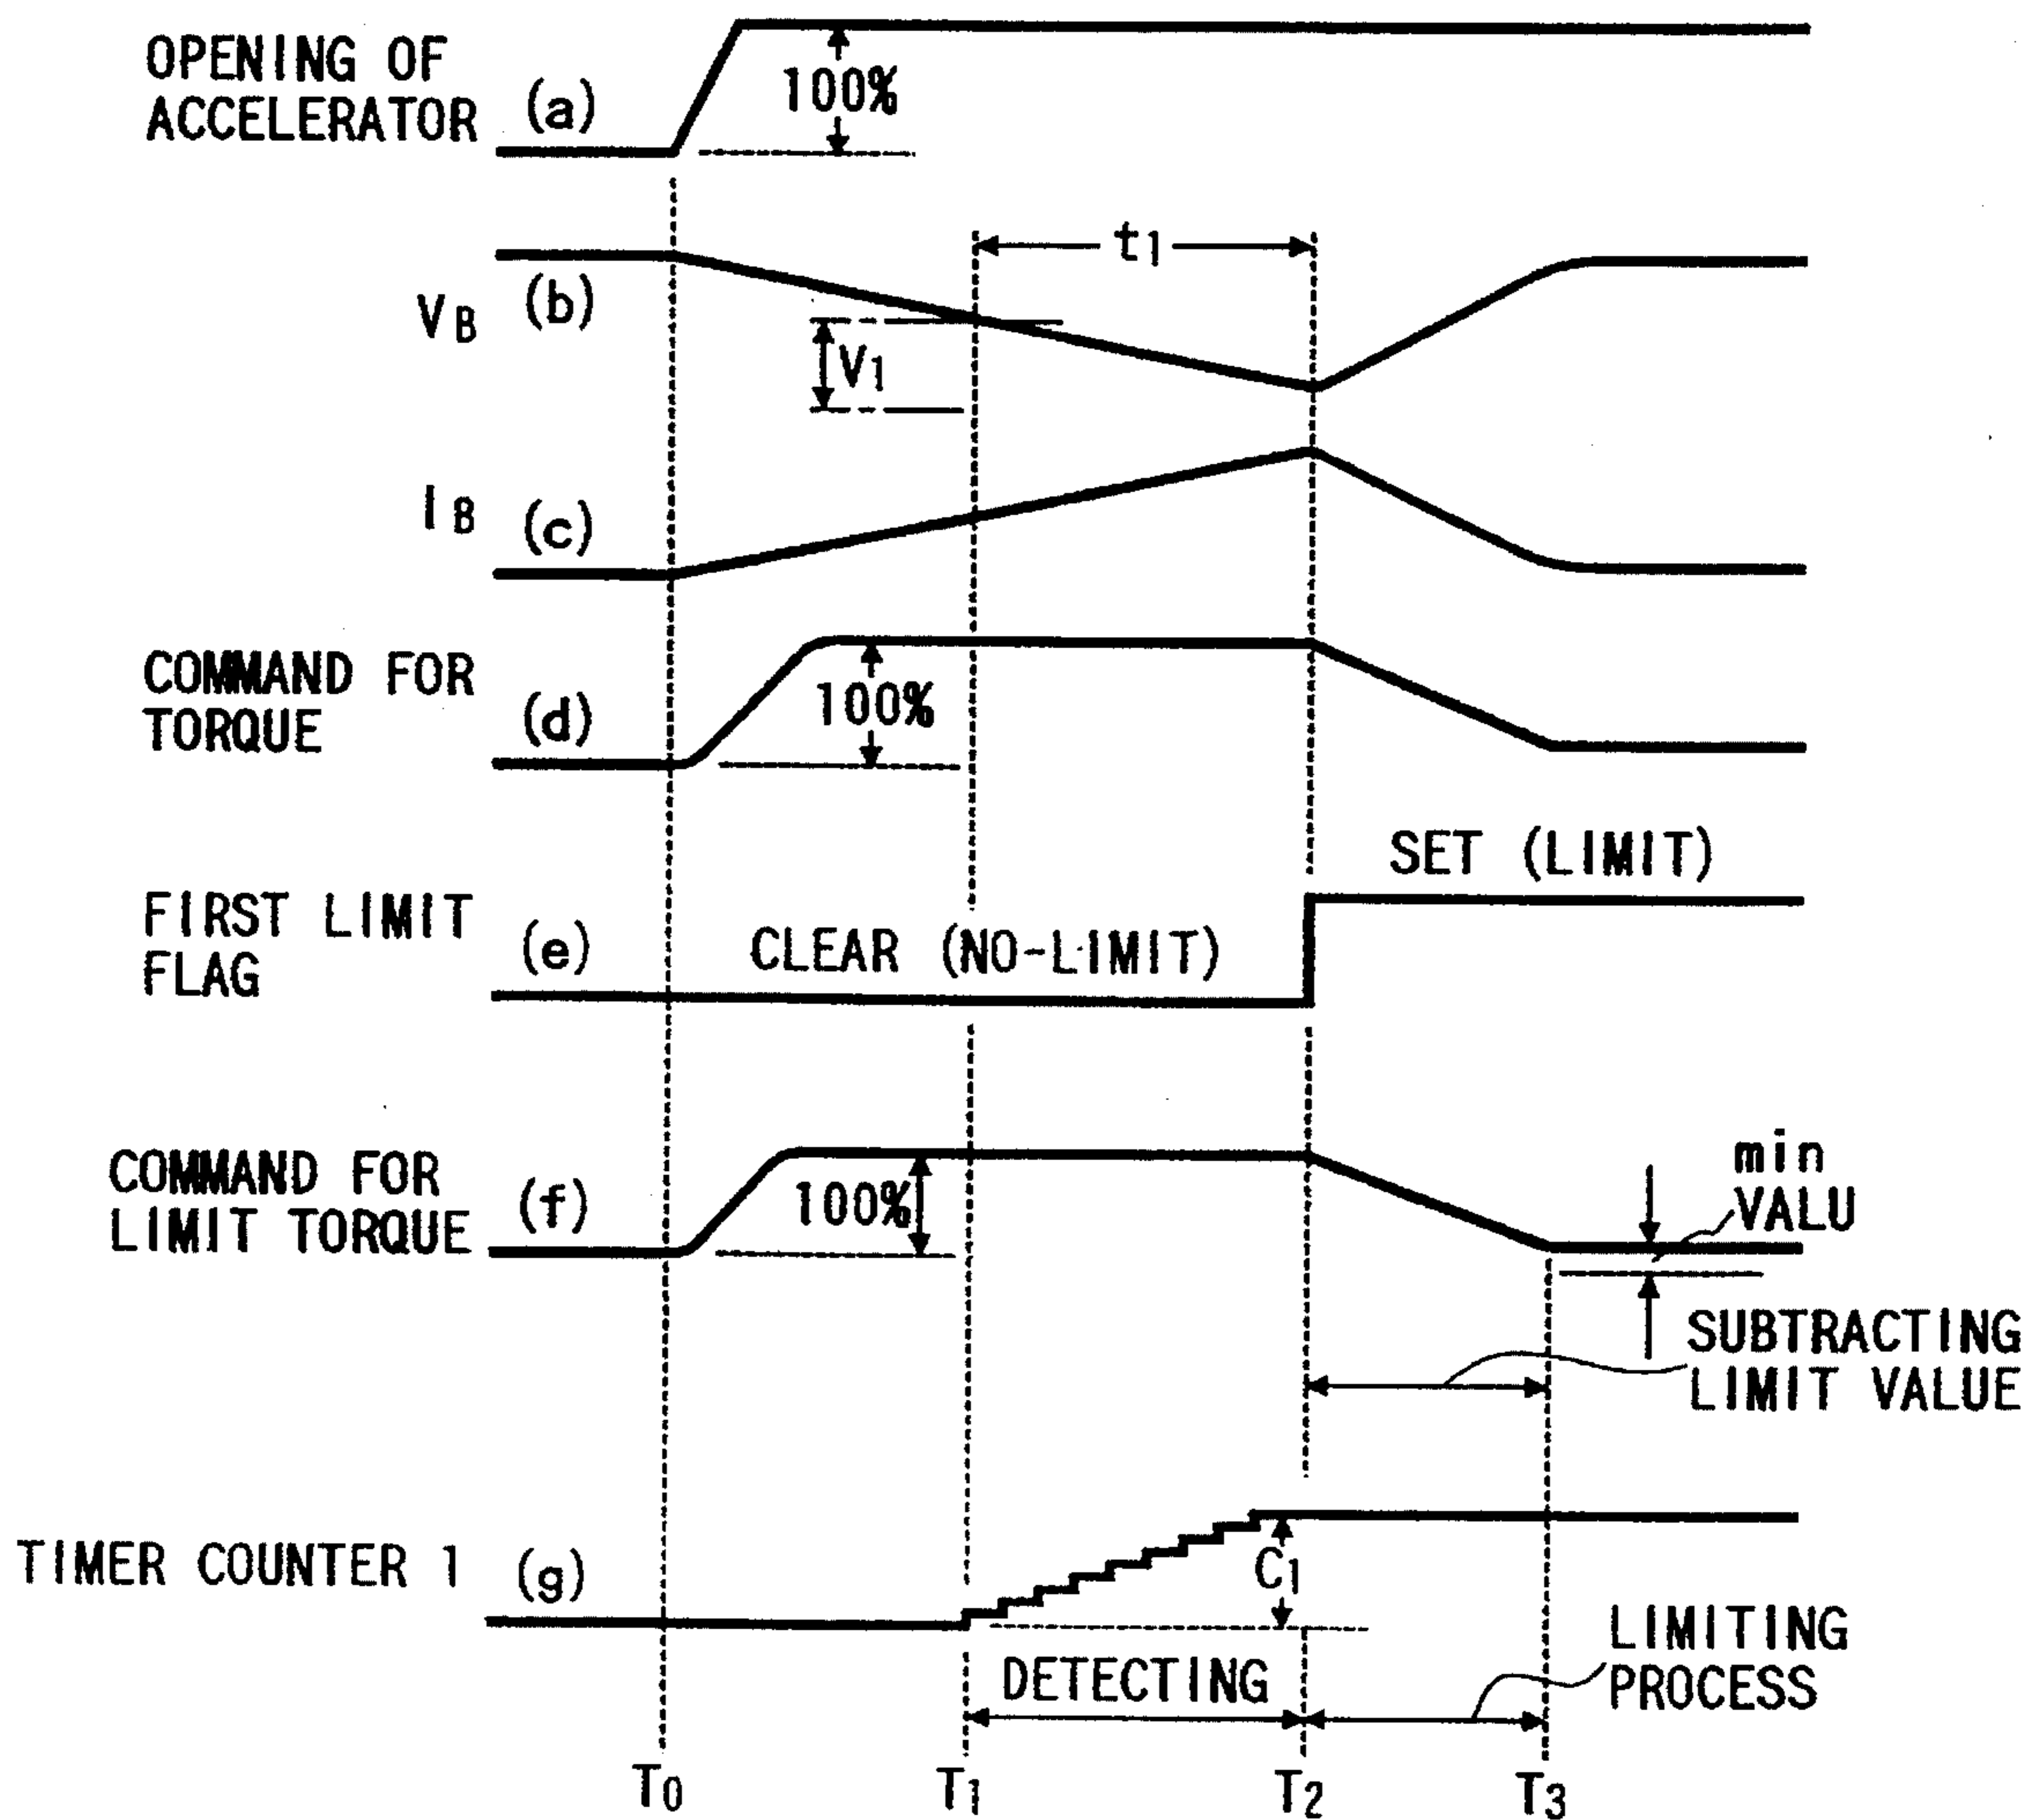 OPENING OF
ACCELERATOR (a)
100%
VB (b)
t1
V1
IB (c)
COMMAND FOR
TORQUE (d)
100%
SET (LIMIT)
FIRST LIMIT
FLAG (e)
CLEAR (NO-LIMIT)
COMMAND FOR
LIMIT TORQUE (f)
100%
min
VALU
SUBTRACTING
LIMIT VALUE
TIMER COUNTER 1 (g)
C1
DETECTING
LIMITING
PROCESS
T0 T1 T2 T3